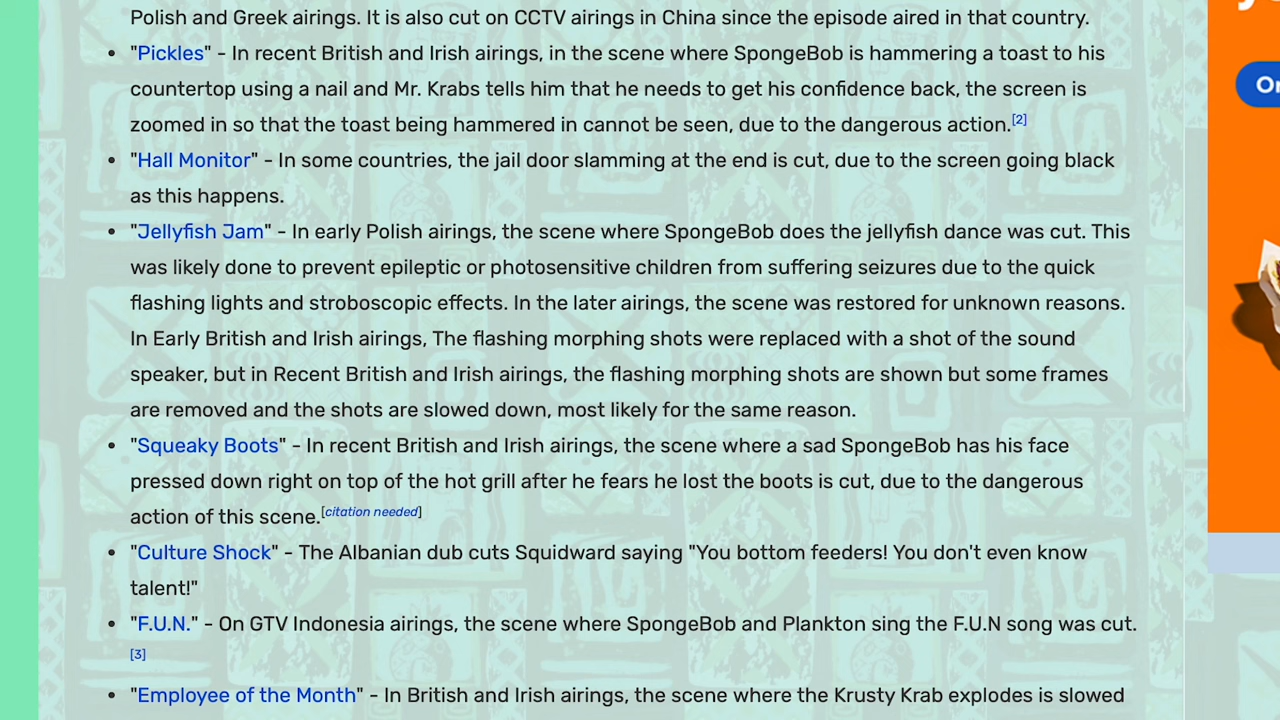 Polish and Greek airings. It is also cut on CCTV airings in China since the episode aired in that country.
• "Pickles" - In recent British and Irish airings, in the scene where SpongeBob is hammering a toast to his
countertop using a nail and Mr. Krabs tells him that he needs to get his confidence back, the screen is
zoomed in so that the toast being hammered in cannot be seen, due to the dangerous action.[2]
• "Hall Monitor" - In some countries, the jail door slamming at the end is cut, due to the screen going black
as this happens.
• "Jellyfish Jam" - In early Polish airings, the scene where SpongeBob does the jellyfish dance was cut. This
was likely done to prevent epileptic or photosensitive children from suffering seizures due to the quick
flashing lights and stroboscopic effects. In the later airings, the scene was restored for unknown reasons.
In Early British and Irish airings, The flashing morphing shots were replaced with a shot of the sound
speaker, but in Recent British and Irish airings, the flashing morphing shots are shown but some frames
are removed and the shots are slowed down, most likely for the same reason.
• "Squeaky Boots" - In recent British and Irish airings, the scene where a sad SpongeBob has his face
pressed down right on top of the hot grill after he fears he lost the boots is cut, due to the dangerous
action of this scene.[citation needed]
• "Culture Shock" - The Albanian dub cuts Squidward saying "You bottom feeders! You don't even know
talent!"
• "F.U.N." - On GTV Indonesia airings, the scene where SpongeBob and Plankton sing the F.U.N song was cut.
[3]
• "Employee of the Month" - In British and Irish airings, the scene where the Krusty Krab explodes is slowed